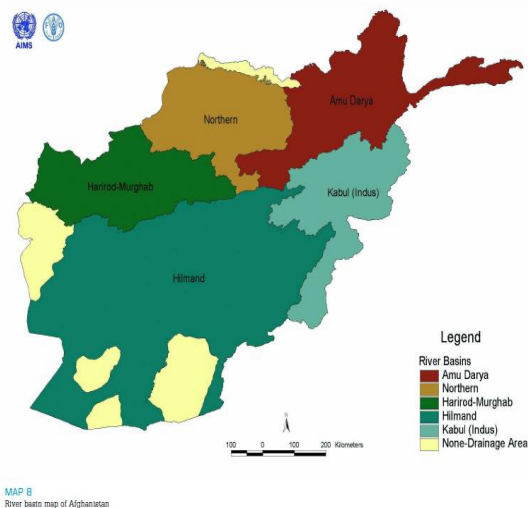 AIMS
Amu Darya
Northern
Harirod-Murghab
Kabul (Indus)
Hilmand
Legend
River Basins
Amu Darya
Northern
Harirod-Murghab
Hilmand
Kabul (Indus)
None-Drainage Area
N
100 0 100 200 Kilometers
MAP 8
River basin map of Afghanistan